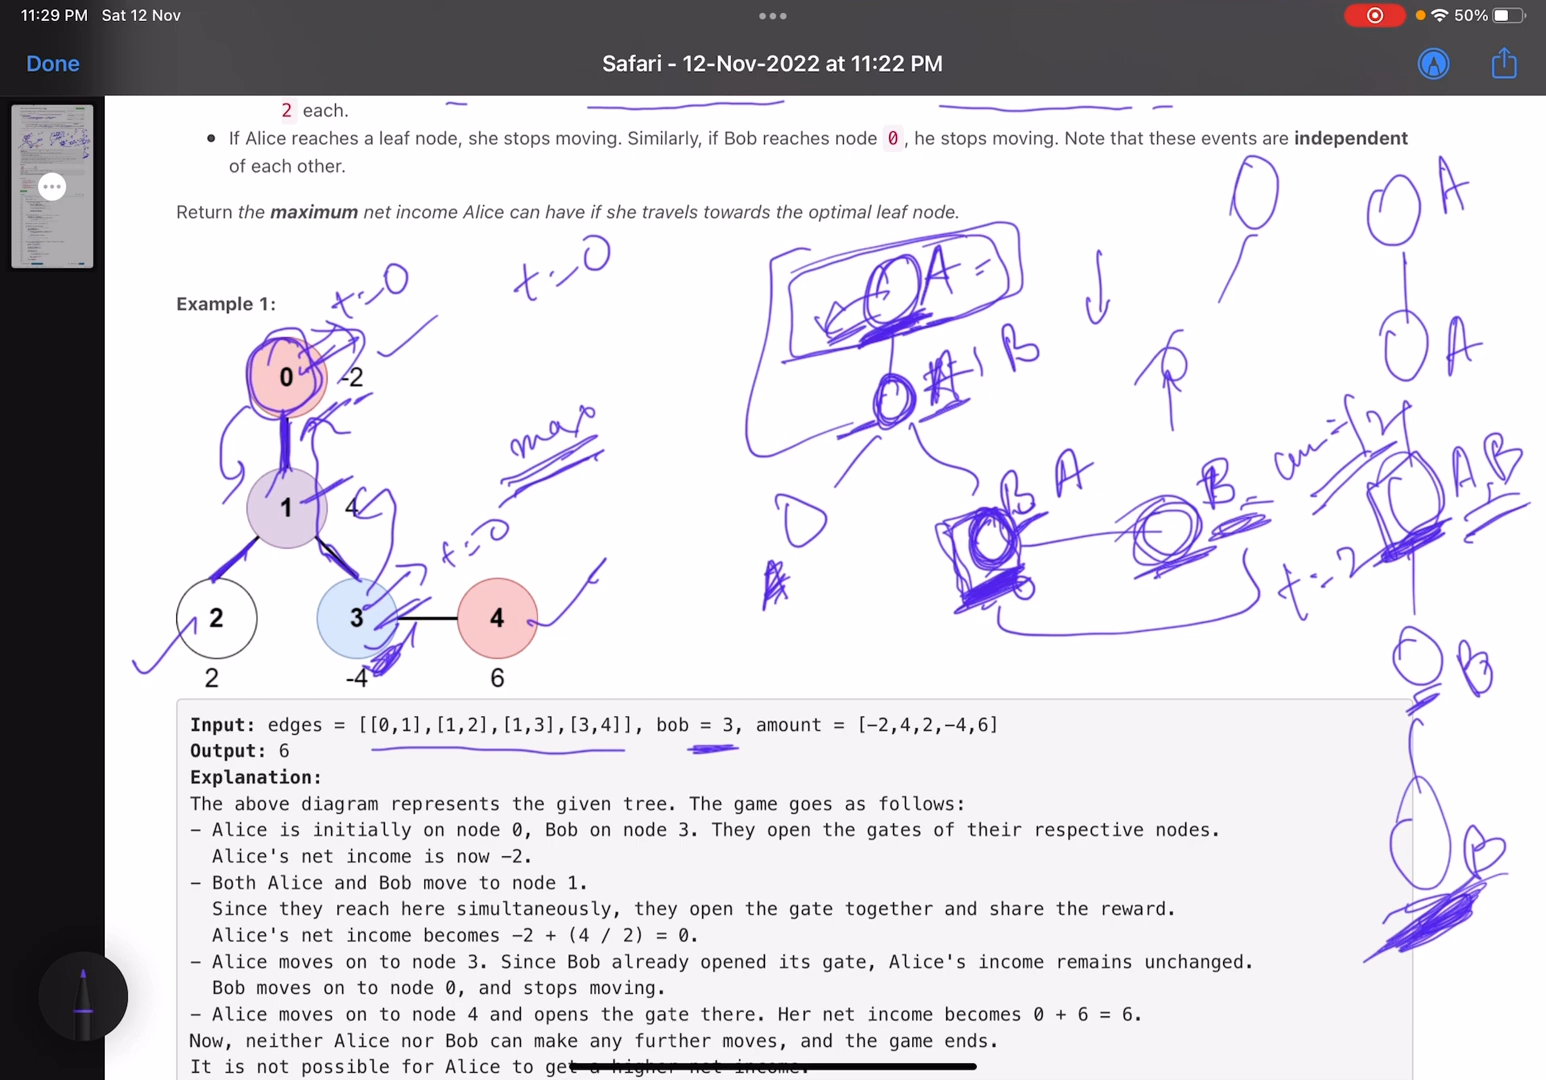 11:29 PM Sat 12 Nov
50%
Done
Safari - 12-Nov-2022 at 11:22 PM
2 each.
• If Alice reaches a leaf node, she stops moving. Similarly, if Bob reaches node 0, he stops moving. Note that these events are independent
of each other.
Return the maximum net income Alice can have if she travels towards the optimal leaf node.
Example 1:
t=0
t=0
0
-2
max
1
4
t=0
2
3
4
2
-4
6
A =
A, B
B A
B
A
A
A
A, B
t=2
B
B
Input: edges = [[0,1],[1,2],[1,3],[3,4]], bob = 3, amount = [-2,4,2,-4,6]
Output: 6
Explanation:
The above diagram represents the given tree. The game goes as follows:
- Alice is initially on node 0, Bob on node 3. They open the gates of their respective nodes.
Alice's net income is now -2.
- Both Alice and Bob move to node 1.
Since they reach here simultaneously, they open the gate together and share the reward.
Alice's net income becomes -2 + (4 / 2) = 0.
- Alice moves on to node 3. Since Bob already opened its gate, Alice's income remains unchanged.
Bob moves on to node 0, and stops moving.
- Alice moves on to node 4 and opens the gate there. Her net income becomes 0 + 6 = 6.
Now, neither Alice nor Bob can make any further moves, and the game ends.
It is not possible for Alice to get a higher net income.